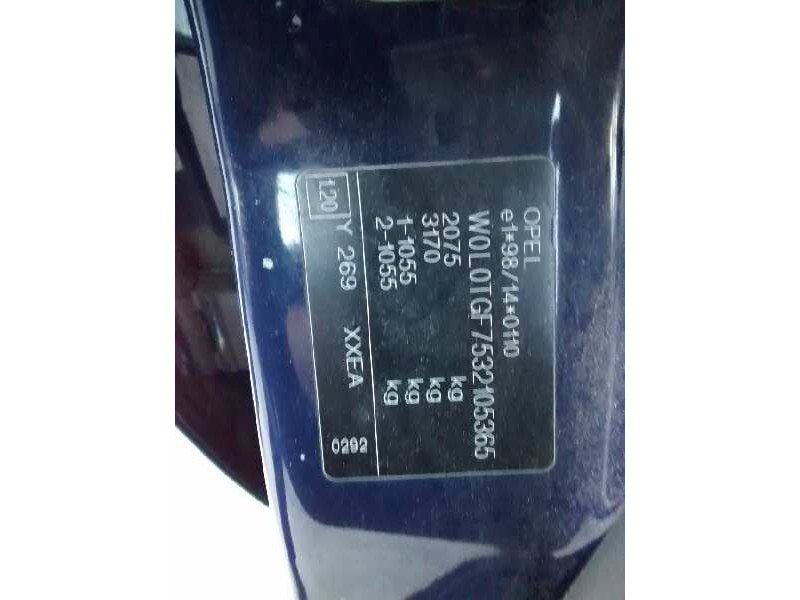 OPEL
e1*98/14*0110
W0L0TGF7532105365
2075 kg
3170 kg
1-1055 kg
2-1055 kg
120 Y 269 XXEA 0292